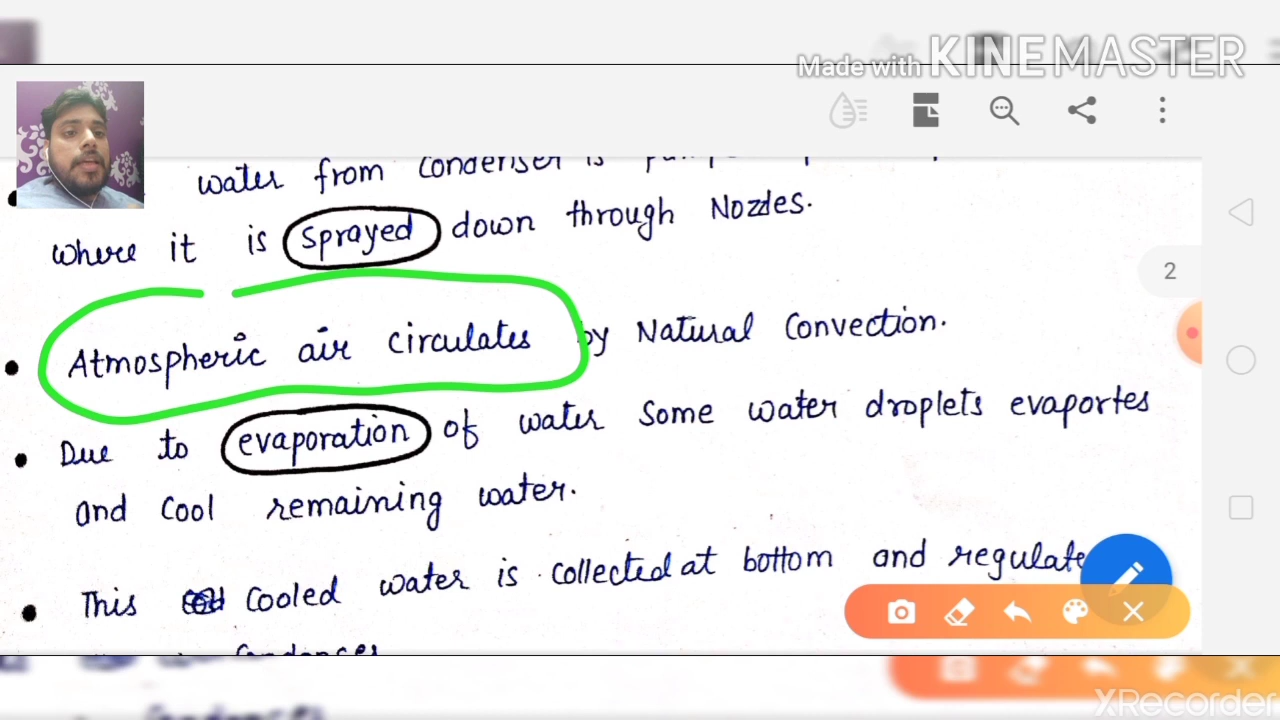 Made with KINEMASTER
water from Condenser is
where it is sprayed down through Nozzles.
2
Atmospheric air circulates by Natural Convection.
Due to evaporation of water Some water droplets evaportes
and Cool remaining water.
This Cooled water is collected at bottom and regulate
XRecorder